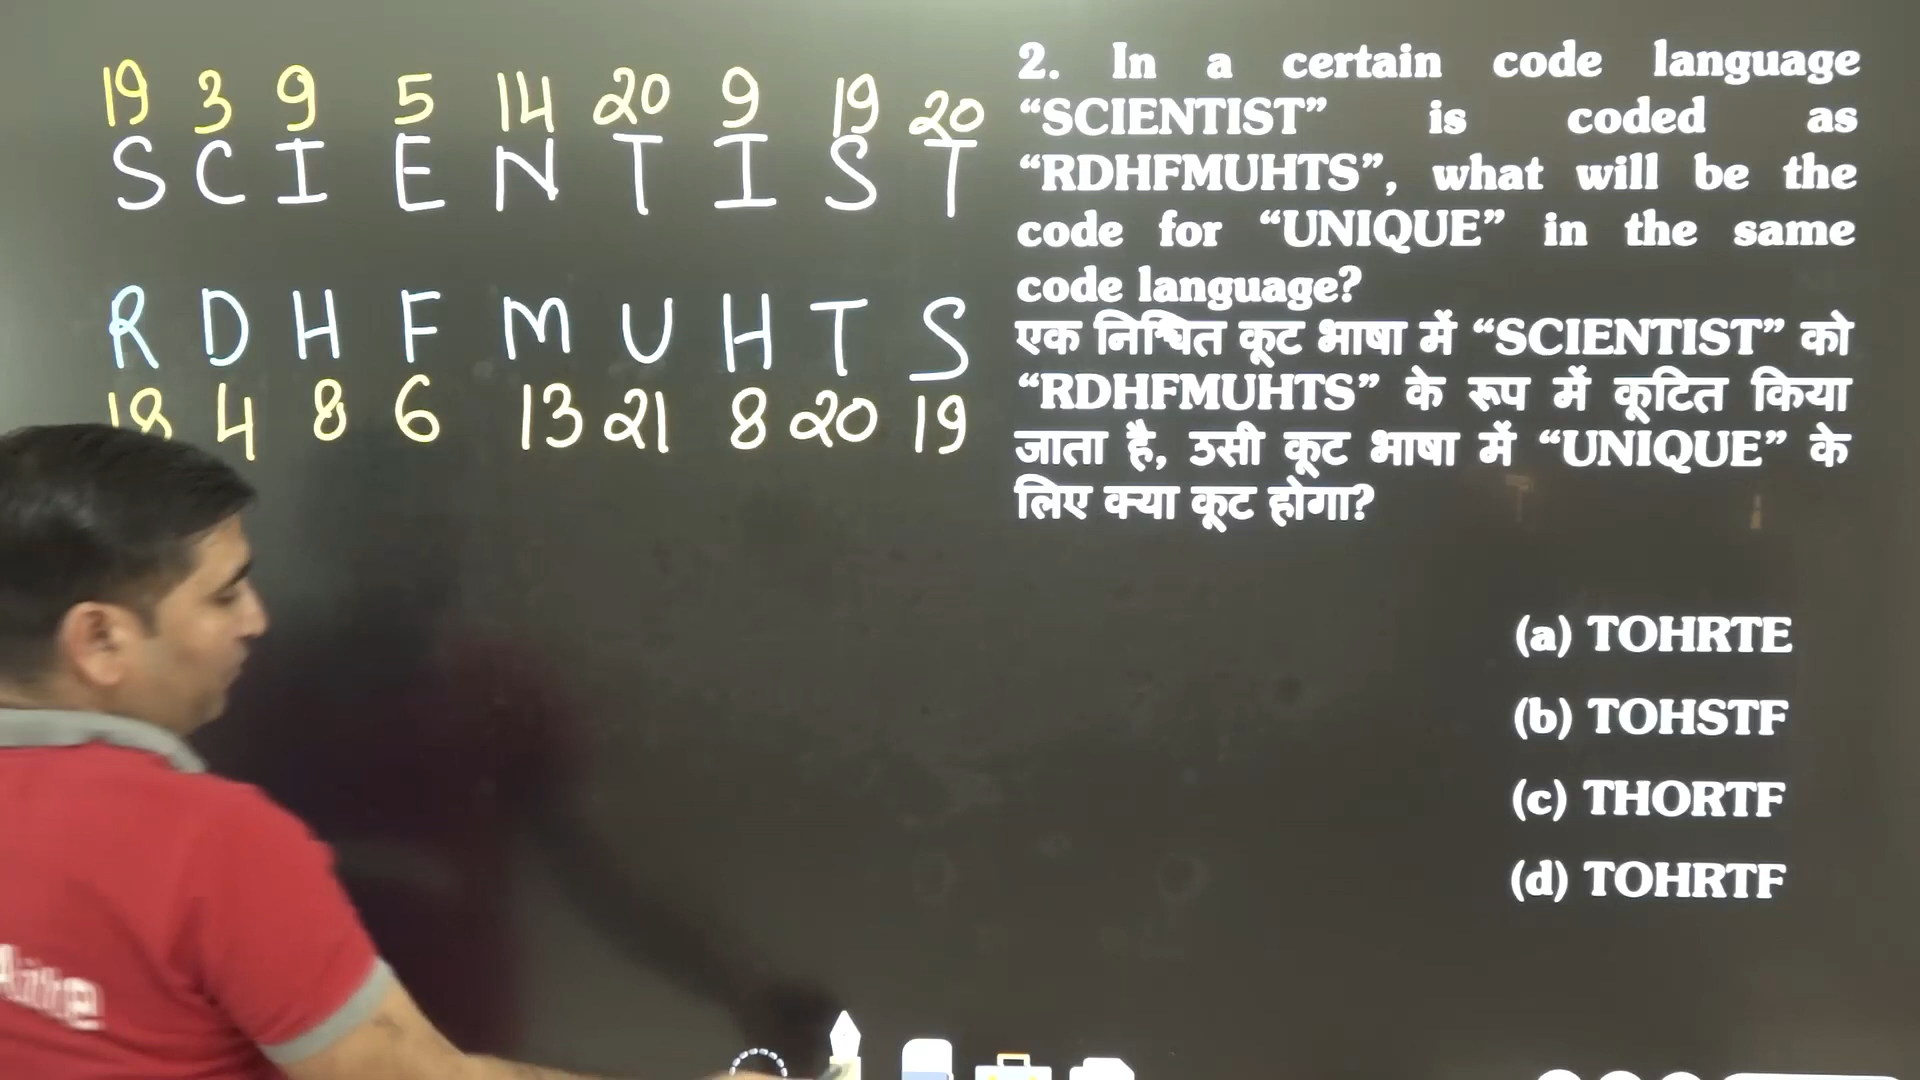 19 3 9 5 14 20 9 19 20
S C I E N T I S T
R D H F M U H T S
18 4 8 6 13 21 8 20 19
2. In a certain code language
“SCIENTIST” is coded as
“RDHFMUHTS”, what will be the
code for “UNIQUE” in the same
code language?
एक निश्चित कूट भाषा में “SCIENTIST” को
“RDHFMUHTS” के रूप में कूटित किया
जाता है, उसी कूट भाषा में “UNIQUE” के
लिए क्या कूट होगा?
(a) TOHRTE
(b) TOHSTF
(c) THORTF
(d) TOHRTF